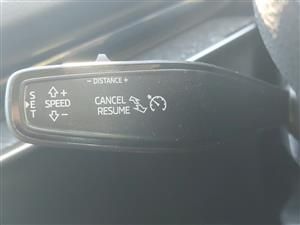 - DISTANCE +
SET
+
SPEED
-
CANCEL
RESUME